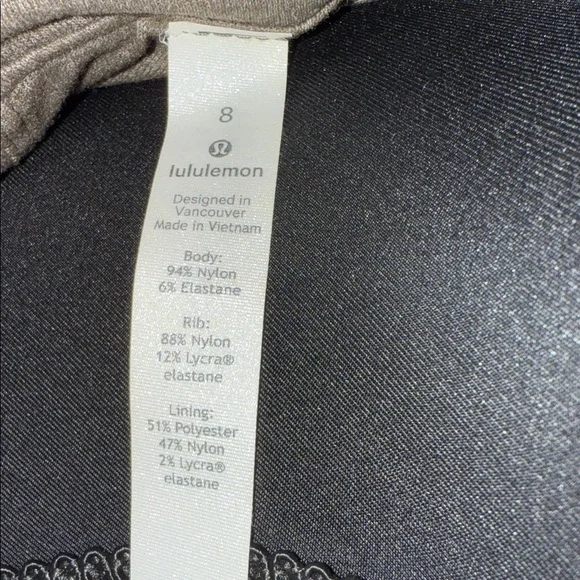 8
lululemon
Designed in
Vancouver
Made in Vietnam
Body:
94% Nylon
6% Elastane
Rib:
88% Nylon
12% Lycra®
elastane
Lining:
51% Polyester
47% Nylon
2% Lycra®
elastane